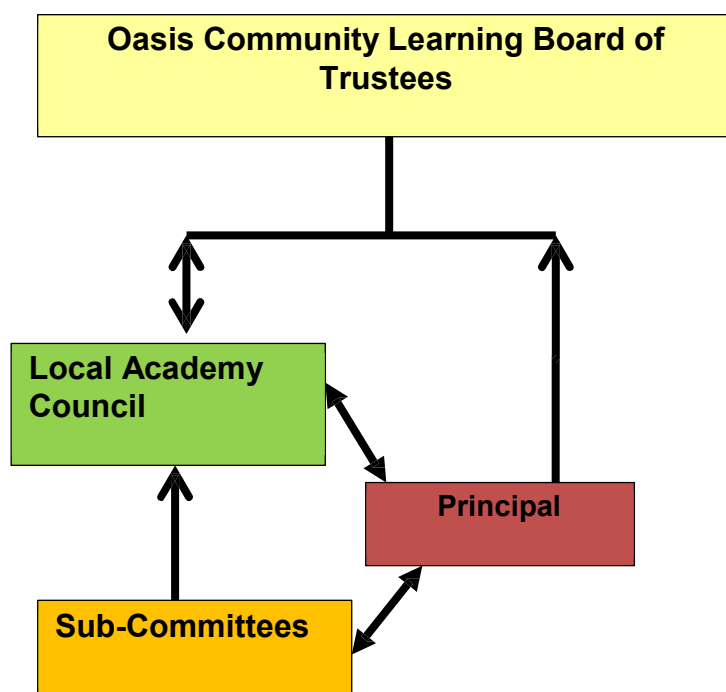 Oasis Community Learning Board of
Trustees
Local Academy
Council
Principal
Sub-Committees